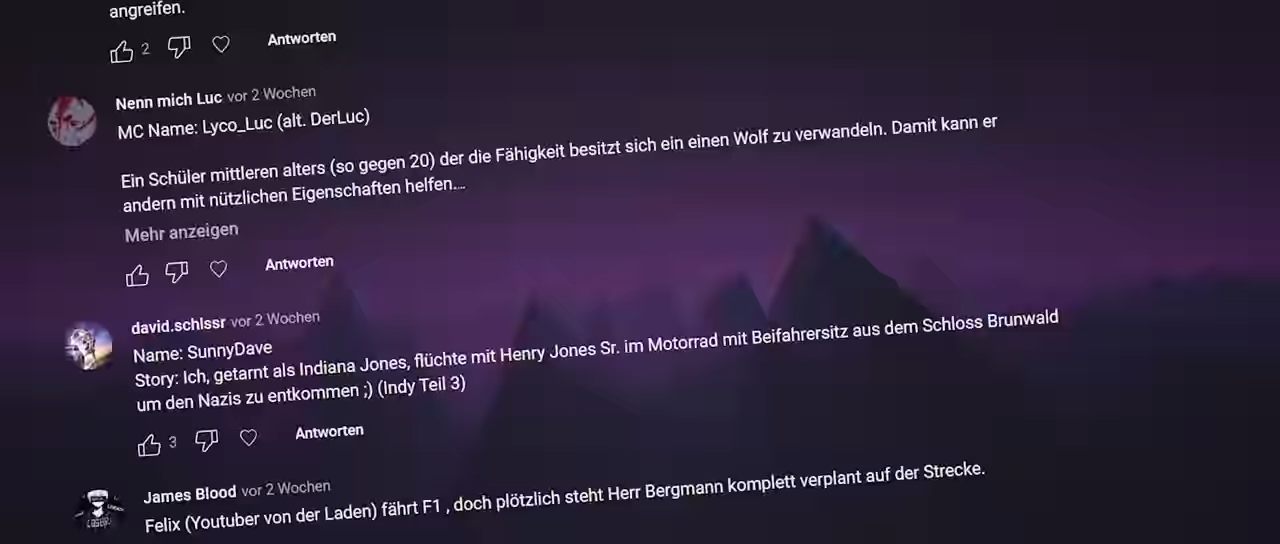 angreifen.
2 Antworten
Nenn mich Luc vor 2 Wochen
MC Name: Lyco_Luc (alt. DerLuc)
Ein Schüler mittleren alters (so gegen 20) der die Fähigkeit besitzt sich ein einen Wolf zu verwandeln. Damit kann er
andern mit nützlichen Eigenschaften helfen....
Mehr anzeigen
Antworten
david.schlssr vor 2 Wochen
Name: SunnyDave
Story: Ich, getarnt als Indiana Jones, flüchte mit Henry Jones Sr. im Motorrad mit Beifahrersitz aus dem Schloss Brunwald
um den Nazis zu entkommen ;) (Indy Teil 3)
3 Antworten
James Blood vor 2 Wochen
Felix (Youtuber von der Laden) fährt F1 , doch plötzlich steht Herr Bergmann komplett verplant auf der Strecke.